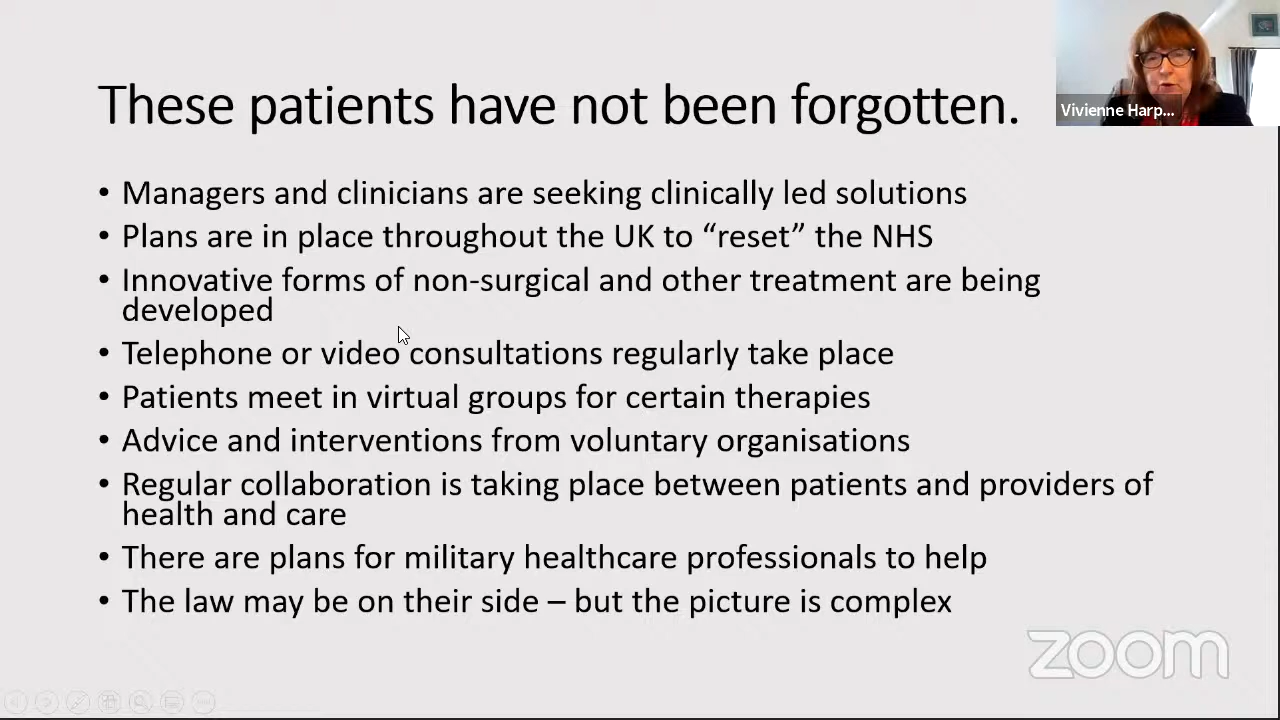 These patients have not been forgotten.
Vivienne Harp...
• Managers and clinicians are seeking clinically led solutions
• Plans are in place throughout the UK to “reset” the NHS
• Innovative forms of non-surgical and other treatment are being
developed
• Telephone or video consultations regularly take place
• Patients meet in virtual groups for certain therapies
• Advice and interventions from voluntary organisations
• Regular collaboration is taking place between patients and providers of
health and care
• There are plans for military healthcare professionals to help
• The law may be on their side – but the picture is complex
zoom